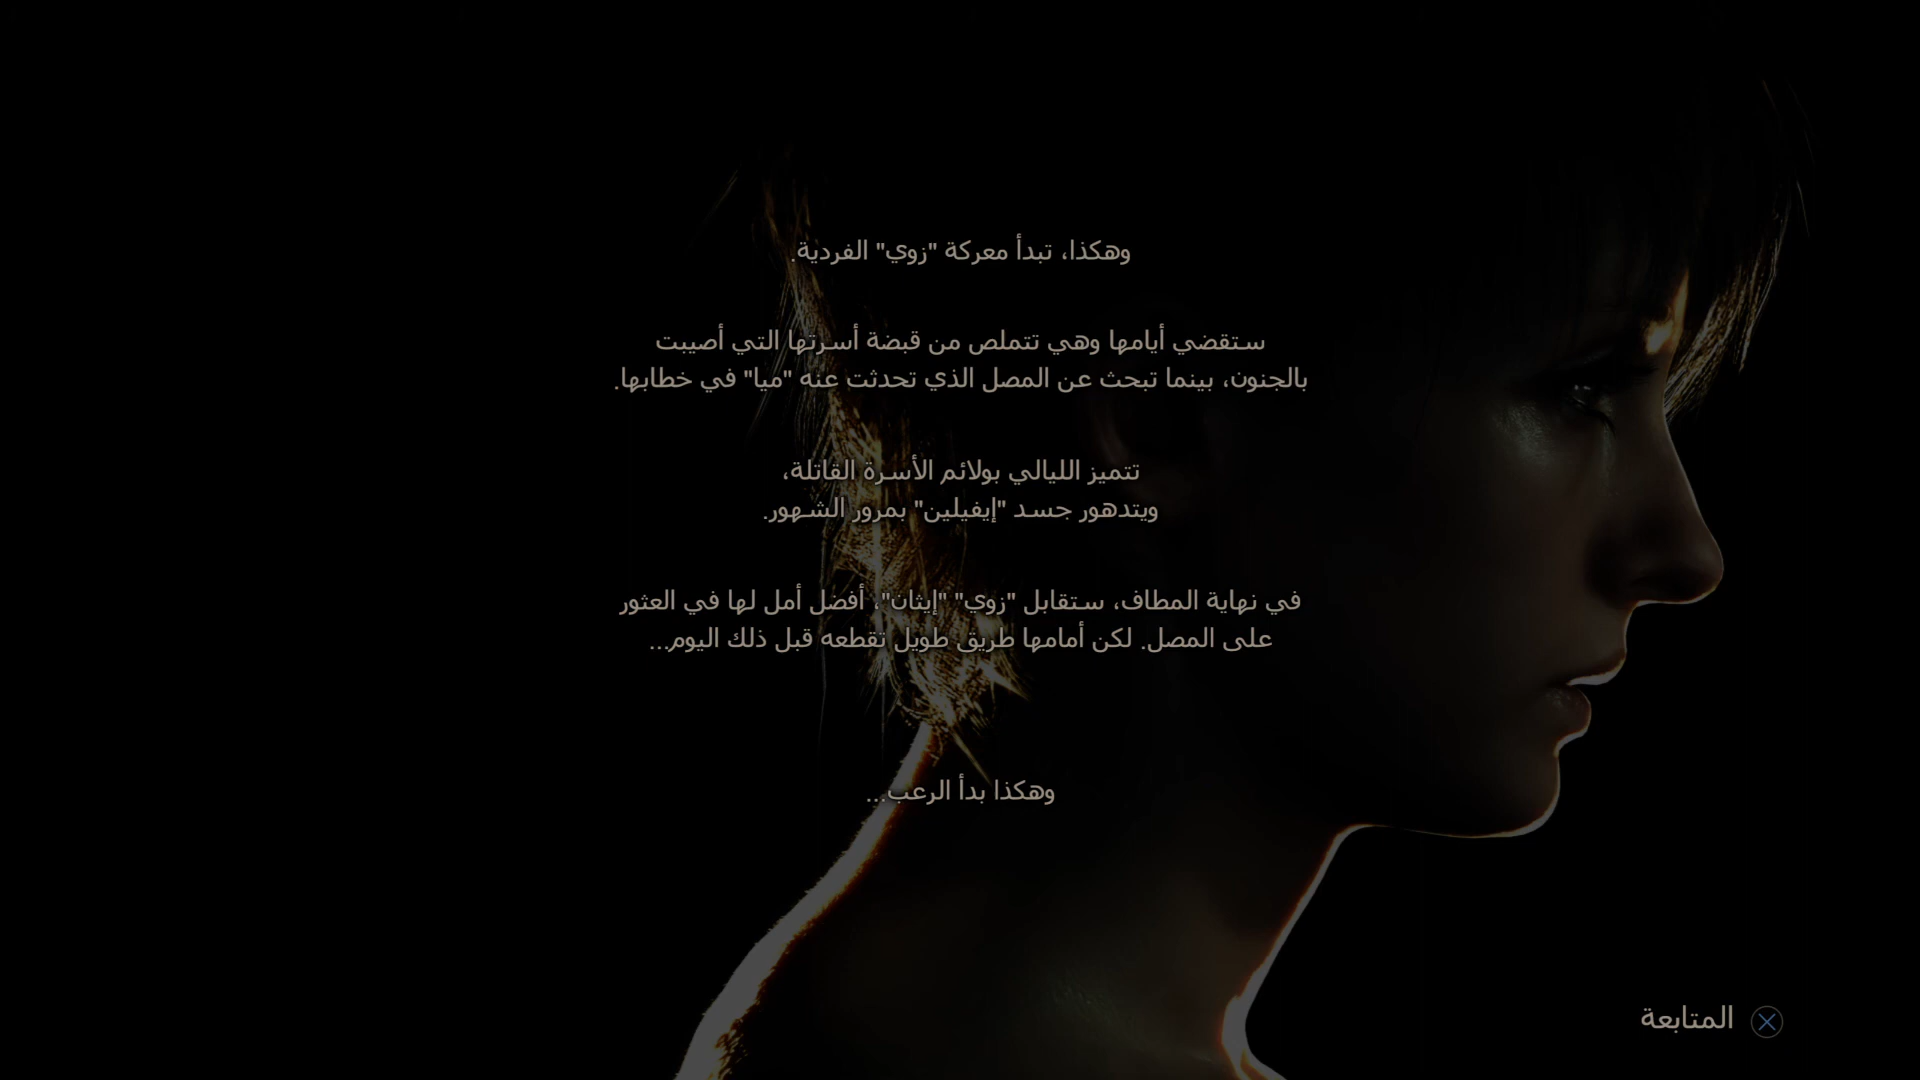 وهكذا، تبدأ معركة "زوي" الفردية.
ستقضي أيامها وهي تتملص من قبضة أسرتها التي أصيبت
بالجنون، بينما تبحث عن المصل الذي تحدثت عنه "ميا" في خطابها.
تتميز الليالي بولائم الأسرة القاتلة،
ويتدهور جسد "إيفيلين" بمرور الشهور.
في نهاية المطاف، ستقابل "زوي" "إيثان"، أفضل أمل لها في العثور
على المصل. لكن أمامها طريق طويل تقطعه قبل ذلك اليوم...
وهكذا بدأ الرعب...
المتابعة